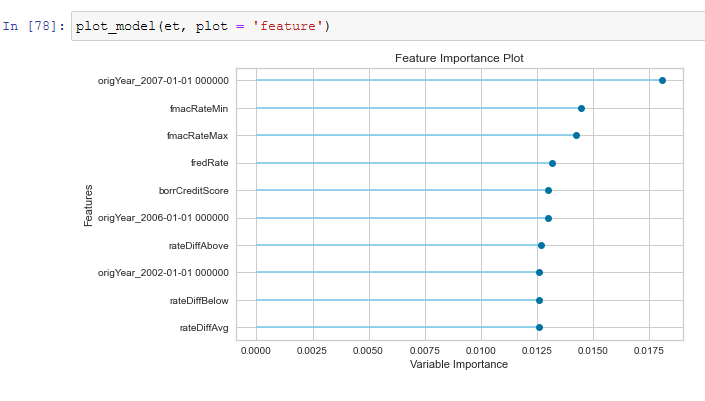 In [78]: plot_model(et, plot = 'feature')
Feature Importance Plot
origYear_2007-01-01 000000
fmacRateMin
fmacRateMax
fredRate
borrCreditScore
origYear_2006-01-01 000000
rateDiffAbove
origYear_2002-01-01 000000
rateDiffBelow
rateDiffAvg
Features
0.0000 0.0025 0.0050 0.0075 0.0100 0.0125 0.0150 0.0175
Variable Importance